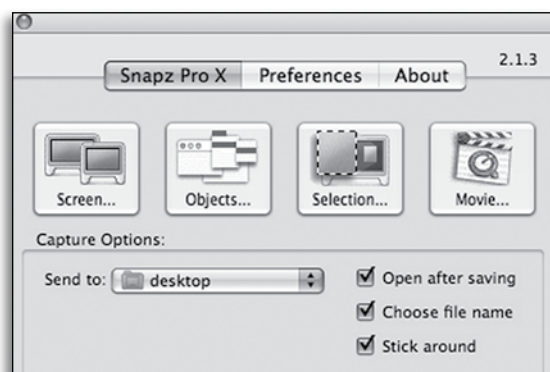 2.1.3
Snapz Pro X Preferences About
Screen... Objects... Selection... Movie...
Capture Options:
Send to: desktop
Open after saving
Choose file name
Stick around